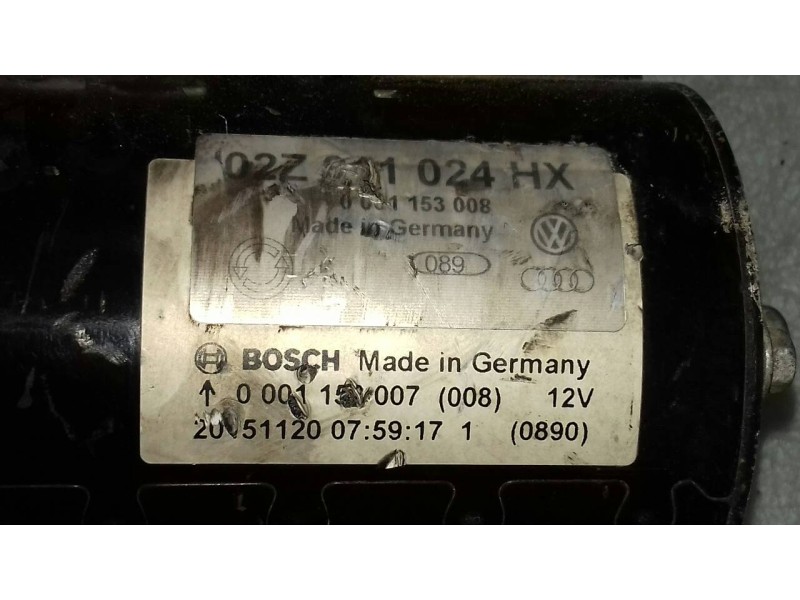 02Z 024 HX
153 008
Made in Germany
089
BOSCH Made in Germany
↑ 0 001 007 (008) 12V
07:59:17 1 (0890)